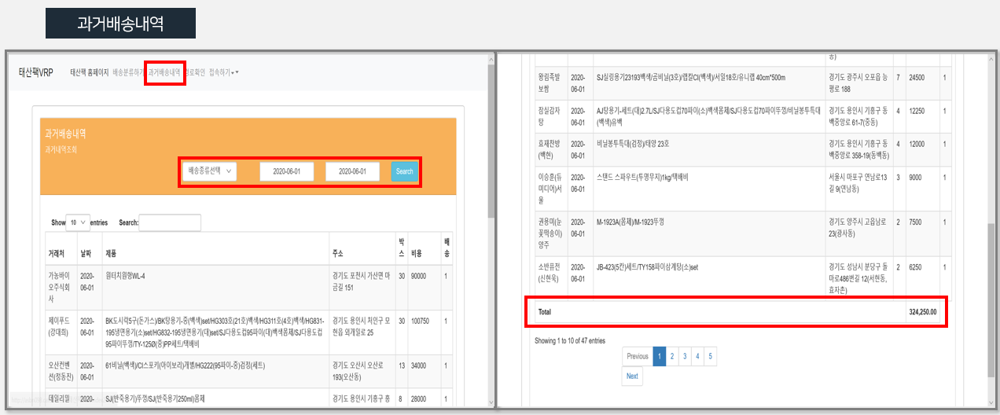 과거배송내역
태산팩VRP 태산팩 홈페이지 배송분류하기 과거배송내역 경로확인 접속하기
과거배송내역
과거내역조회
배송종류선택 2020-06-01 2020-06-01 Search
Show 10 entries Search:
거래처 날짜 제품 주소 박스 비용 배송
가농바이오주식회사 2020-06-01 원터치원형WL-4 경기도 포천시 가산면 마금길 151 30 90000 1
제이푸드(강대희) 2020-06-01 BK도시락5구(돈가스)/BK탕용기-중(백색)set/HG303호(21호)백색/HG311호(4호)백색/HG831-195냉면용기(소)set/HG832-195냉면용기(대)set/SJ다용도컵95파이(대)백색몸체/SJ다용도컵95파이뚜껑/TY-125Ø(중)PP세트/택배비 경기도 용인시 처인구 모현읍 외개일로 25 30 100750 1
오산컨벤션(정동진) 2020-06-01 61비닐(백색)/CI스포키(아이보리)개별/HG222(95파이-중)검정(세트) 경기도 오산시 오산로 193(오산동) 13 34000 1
데일리밀 2020- SJ(반죽용기)뚜껑/SJ(반죽용기250ml)몸체 경기도 용인시 기흥구 흥 8 28000 1
동)
왕림족발보쌈 2020-06-01 SJ실링용기23193백색/곰비닐(3호)/랩칼CI(백색)/서일18호/유니랩 40cm*500m 경기도 광주시 오포읍 능평로 188 7 24500 1
잠실감자탕 2020-06-01 AJ탕용기-세트(대)2.7L/SJ다용도컵70파이(소)백색몸체/SJ다용도컵70파이뚜껑/비닐봉투특대(백색)유백 경기도 용인시 기흥구 동백중앙로 61-7(중동) 4 12250 1
효재찬방(백현) 2020-06-01 비닐봉투특대(검정)/태양 23호 경기도 용인시 기흥구 동백중앙로 358-19(동백동) 4 12000 1
이승훈(듀미디어)서울 2020-06-01 스탠드 스파우트(투명무지)1kg/택배비 서울시 마포구 연남로13길 9(연남동) 3 9000 1
권용미(눈꽃떡송이)양주 2020-06-01 M-1923A(몸체)/M-1923뚜껑 경기도 양주시 고읍남로 23(광사동) 2 7500 1
소반퓨전(신현욱) 2020-06-01 JB-423(5칸)세트/TY158파이삼계탕(소)set 경기도 성남시 분당구 돌마로486번길 12(서현동, 효자촌) 2 6250 1
Total 324,250.00
Showing 1 to 10 of 47 entries
Previous 1 2 3 4 5
Next